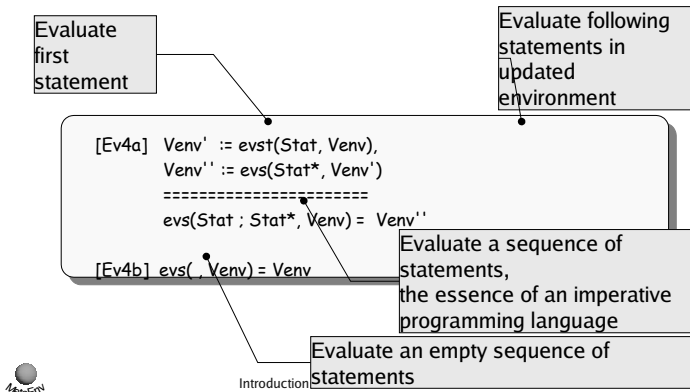 Evaluate
first
statement
Evaluate following
statements in
updated
environment
[Ev4a] Venv' := evst(Stat, Venv),
Venv'' := evs(Stat*, Venv')
=======================
evs(Stat ; Stat*, Venv) = Venv''
[Ev4b] evs( , Venv) = Venv
Evaluate a sequence of
statements,
the essence of an imperative
programming language
Evaluate an empty sequence of
statements
Introduction
MetaEnv